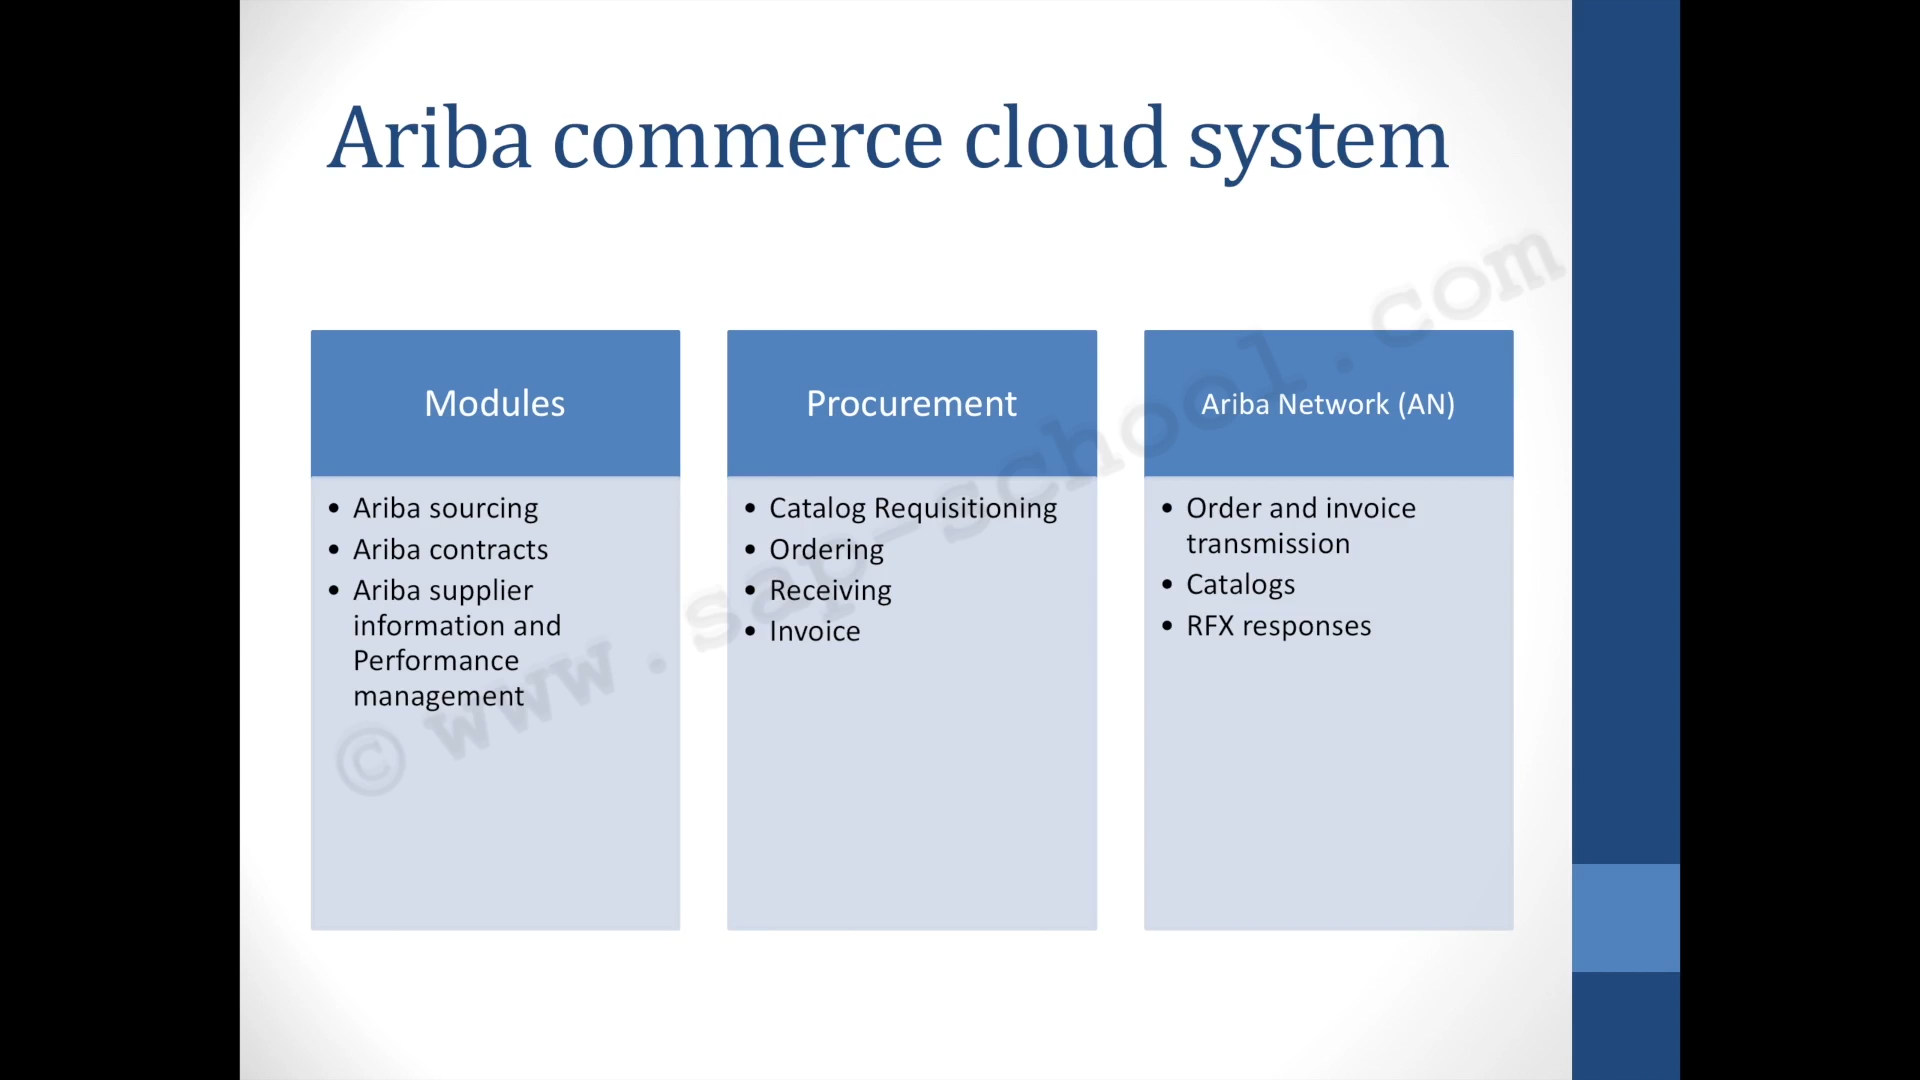 Ariba commerce cloud system
Modules
• Ariba sourcing
• Ariba contracts
• Ariba supplier
information and
Performance
management
Procurement
• Catalog Requisitioning
• Ordering
• Receiving
• Invoice
Ariba Network (AN)
• Order and invoice
transmission
• Catalogs
• RFX responses
© www.sap-school.com